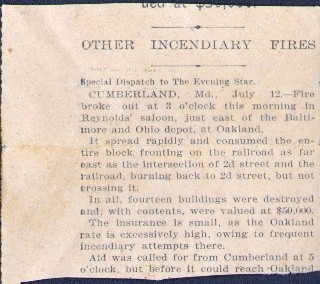 ued at $50,000.
OTHER INCENDIARY FIRES
Special Dispatch to The Evening Star.
CUMBERLAND, Md., July 12.—Fire
broke out at 3 o'clock this morning in
Reynolds' saloon, just east of the Balti-
more and Ohio depot, at Oakland.
It spread rapidly and consumed the en-
tire block fronting on the railroad as far
east as the intersection of 2d street and the
railroad, burning back to 2d street, but not
crossing it.
In all, fourteen buildings were destroyed
and, with contents, were valued at $50,000.
The insurance is small, as the Oakland
rate is excessively high, owing to frequent
incendiary attempts there.
Aid was called for from Cumberland at 5
o'clock, but before it could reach Oakland